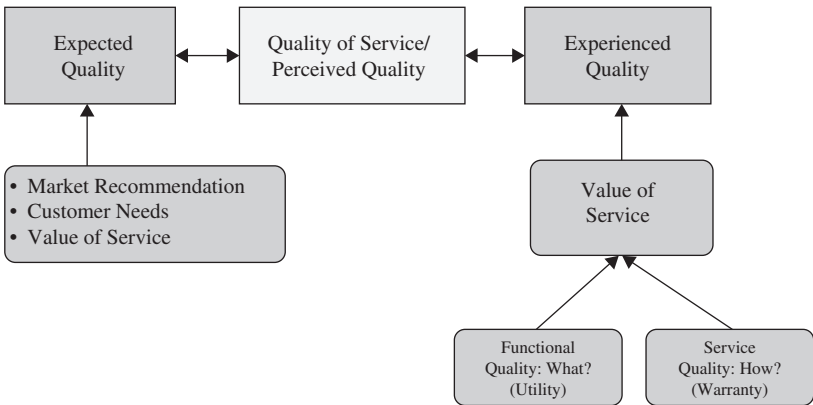 Expected
Quality
Quality of Service/
Perceived Quality
Experienced
Quality
• Market Recommendation
• Customer Needs
• Value of Service
Value of
Service
Functional
Quality: What?
(Utility)
Service
Quality: How?
(Warranty)